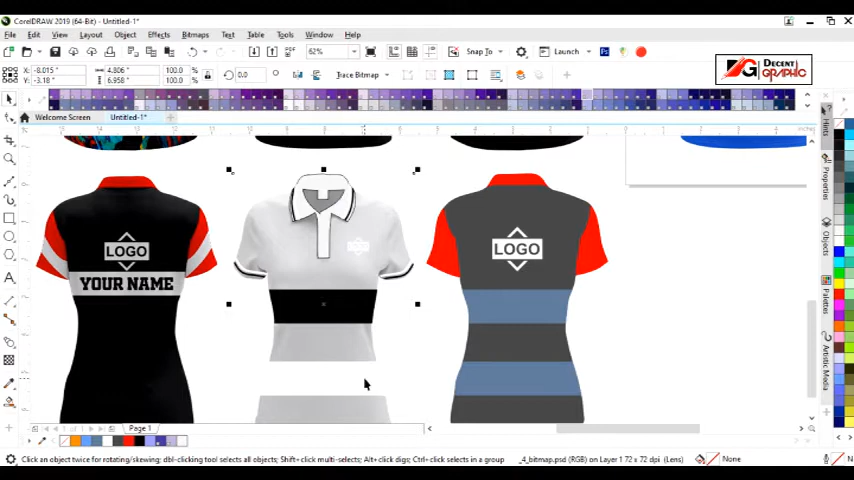 CorelDRAW 2019 (64-Bit) - Untitled-1*
File Edit View Layout Object Effects Bitmaps Text Table Tools Window Help
62% PDF Snap To Launch
DECENT
GRAPHIC
X: -8.015" 4.806" 100.0 %
Y: -3.18" 6.958" 100.0 % 0.0 Trace Bitmap
Welcome Screen Untitled-1*
Hints
Properties
Objects
Palettes
Artistic Media
LOGO
YOUR NAME
LOGO
Page 1
Click an object twice for rotating/skewing; dbl-clicking tool selects all objects; Shift+click multi-selects; Alt+click digs; Ctrl+click selects in a group _4_bitmap.psd (RGB) on Layer 1 72 x 72 dpi (Lens) None